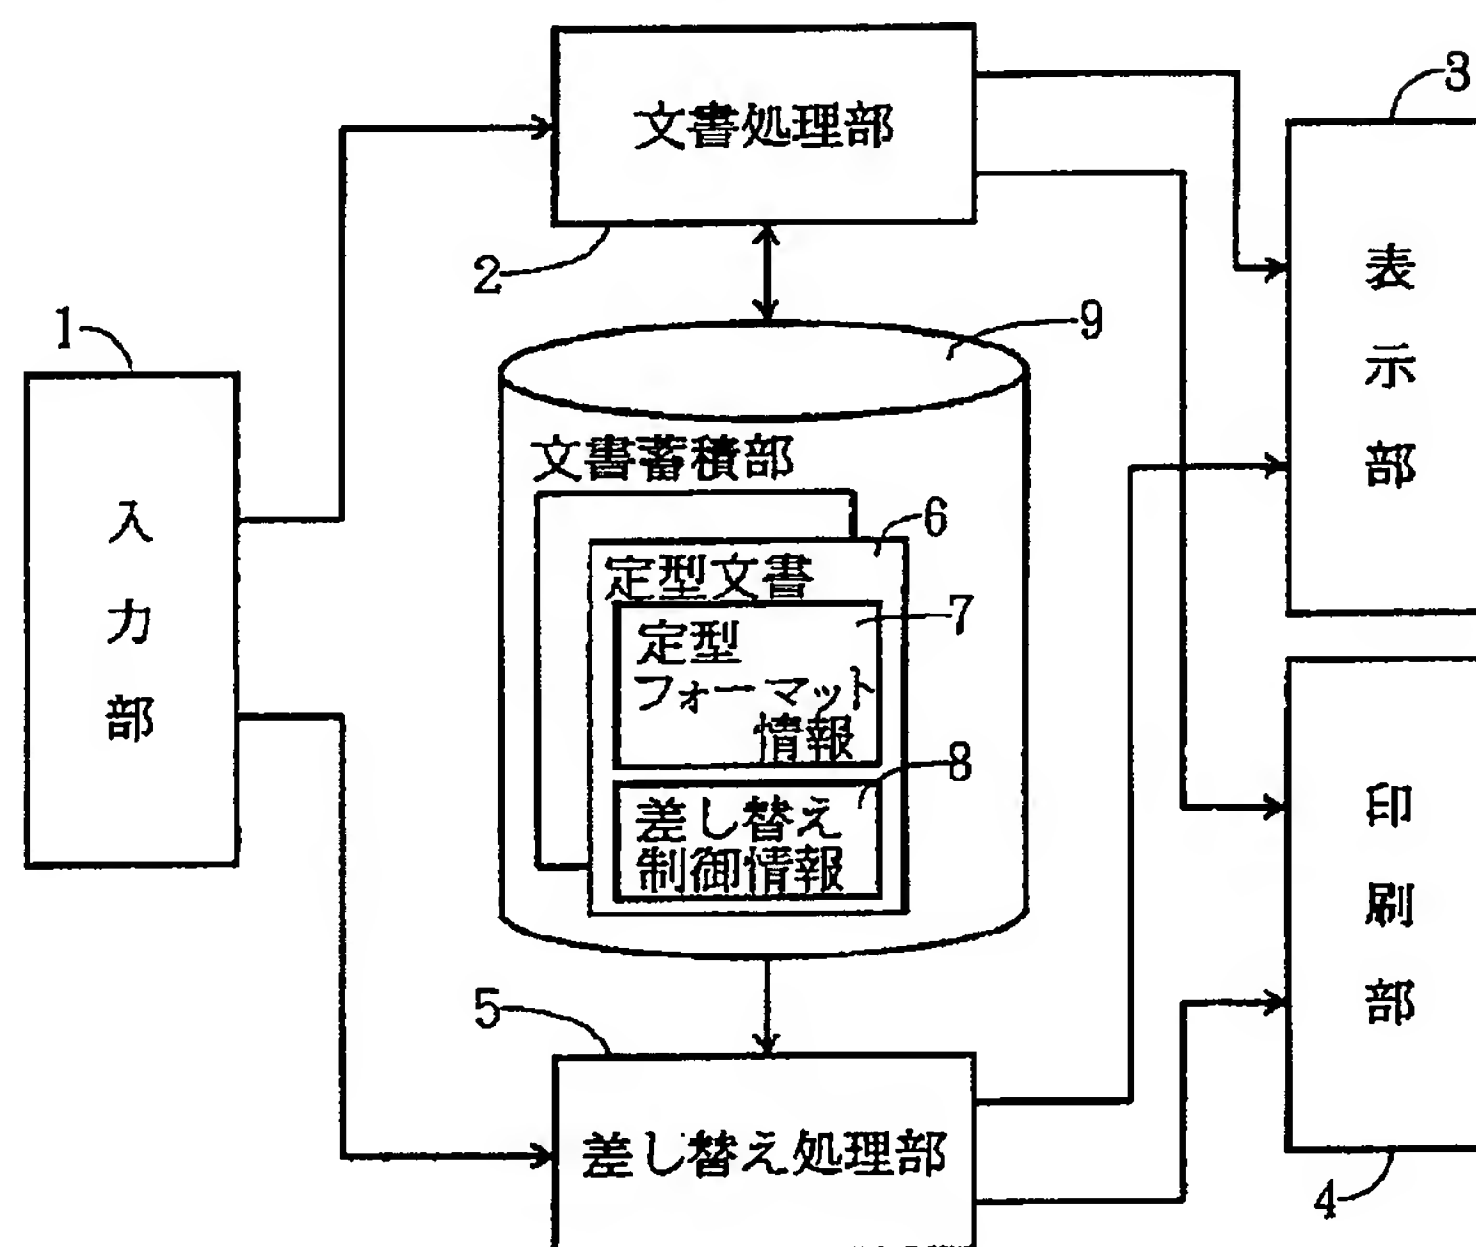 文書処理部
2
3
表示部
1
入力部
9
文書蓄積部
6
定型文書
7
定型
フォーマット
情報
8
差し替え
制御情報
5
差し替え処理部
印刷部
4